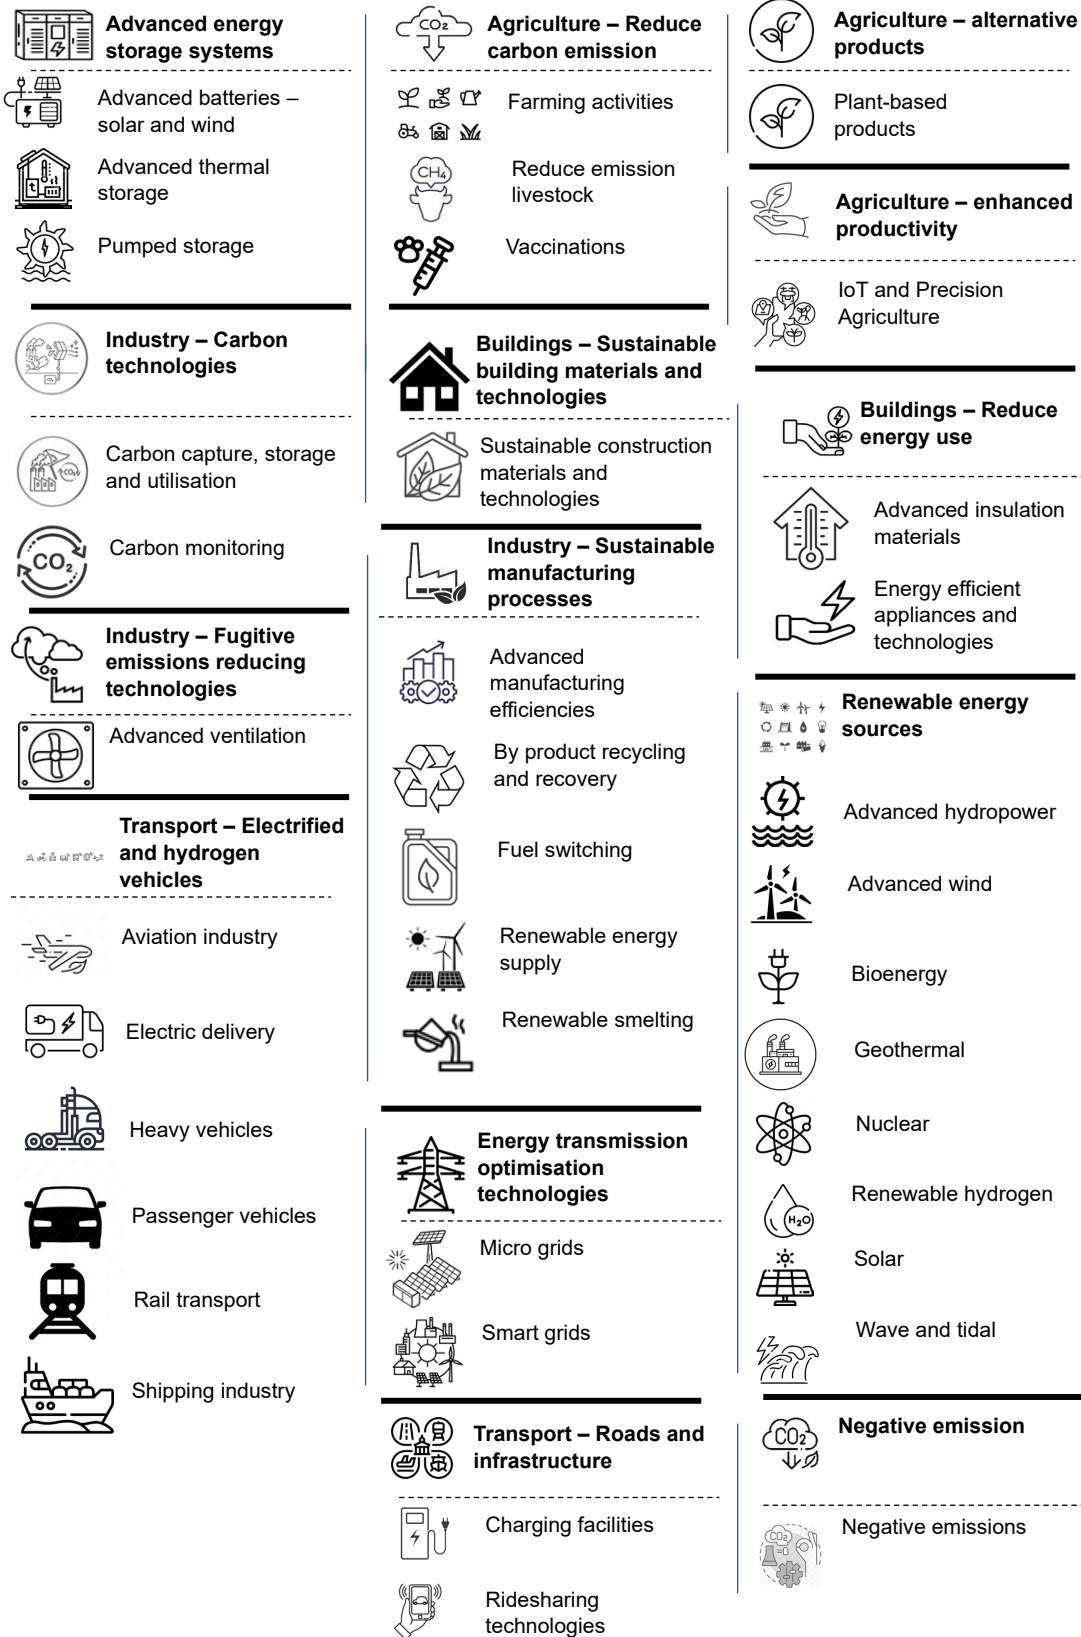 Advanced energy
storage systems
Advanced batteries –
solar and wind
Advanced thermal
storage
Pumped storage
Industry – Carbon
technologies
Carbon capture, storage
and utilisation
CO₂
Carbon monitoring
Industry – Fugitive
emissions reducing
technologies
Advanced ventilation
Transport – Electrified
and hydrogen
vehicles
Aviation industry
Electric delivery
Heavy vehicles
Passenger vehicles
Rail transport
Shipping industry
CO₂
Agriculture – Reduce
carbon emission
Farming activities
CH₄
Reduce emission
livestock
Vaccinations
Buildings – Sustainable
building materials and
technologies
Sustainable construction
materials and
technologies
Industry – Sustainable
manufacturing
processes
Advanced
manufacturing
efficiencies
By product recycling
and recovery
Fuel switching
Renewable energy
supply
Renewable smelting
Energy transmission
optimisation
technologies
Micro grids
Smart grids
Transport – Roads and
infrastructure
Charging facilities
Ridesharing
technologies
Agriculture – alternative
products
Plant-based
products
Agriculture – enhanced
productivity
IoT and Precision
Agriculture
Buildings – Reduce
energy use
Advanced insulation
materials
Energy efficient
appliances and
technologies
Renewable energy
sources
Advanced hydropower
Advanced wind
Bioenergy
Geothermal
Nuclear
Renewable hydrogen
H₂O
Solar
Wave and tidal
CO₂
Negative emission
CO₂
Negative emissions